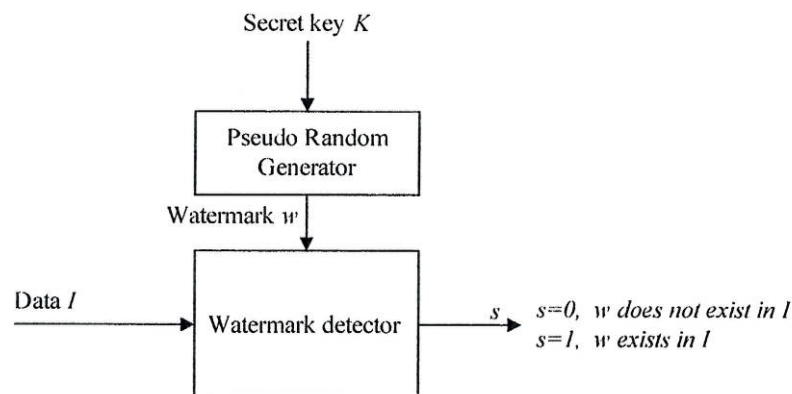 Secret key K
Pseudo Random
Generator
Watermark w
Data I
Watermark detector
s
s=0, w does not exist in I
s=1, w exists in I